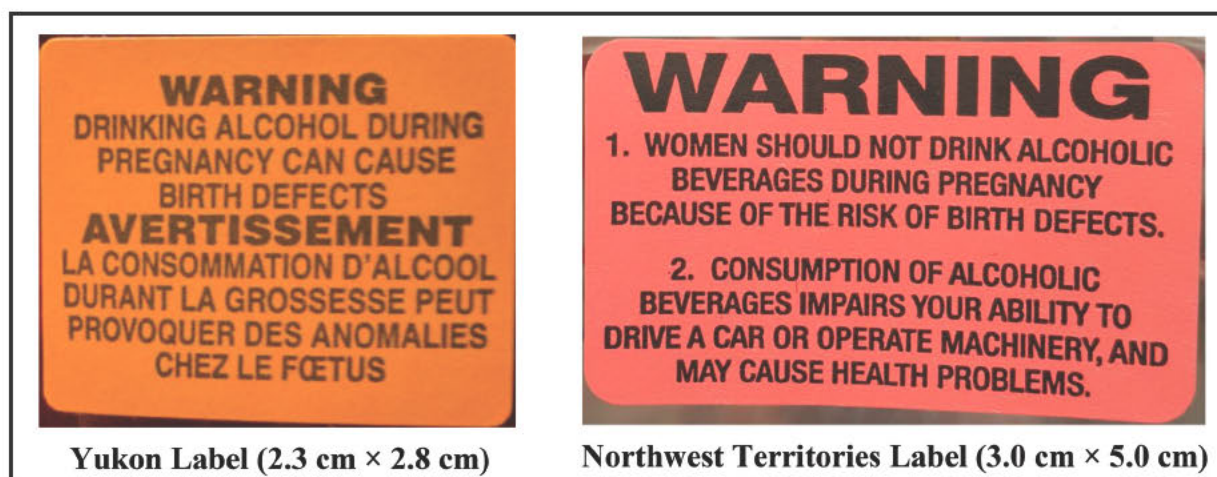 WARNING
DRINKING ALCOHOL DURING
PREGNANCY CAN CAUSE
BIRTH DEFECTS
AVERTISSEMENT
LA CONSOMMATION D'ALCOOL
DURANT LA GROSSESSE PEUT
PROVOQUER DES ANOMALIES
CHEZ LE FŒTUS
Yukon Label (2.3 cm × 2.8 cm)
WARNING
1. WOMEN SHOULD NOT DRINK ALCOHOLIC
BEVERAGES DURING PREGNANCY
BECAUSE OF THE RISK OF BIRTH DEFECTS.
2. CONSUMPTION OF ALCOHOLIC
BEVERAGES IMPAIRS YOUR ABILITY TO
DRIVE A CAR OR OPERATE MACHINERY, AND
MAY CAUSE HEALTH PROBLEMS.
Northwest Territories Label (3.0 cm × 5.0 cm)